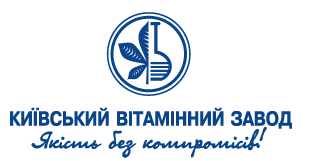 КИЇВСЬКИЙ ВІТАМІННИЙ ЗАВОД
Якість без компромісів!